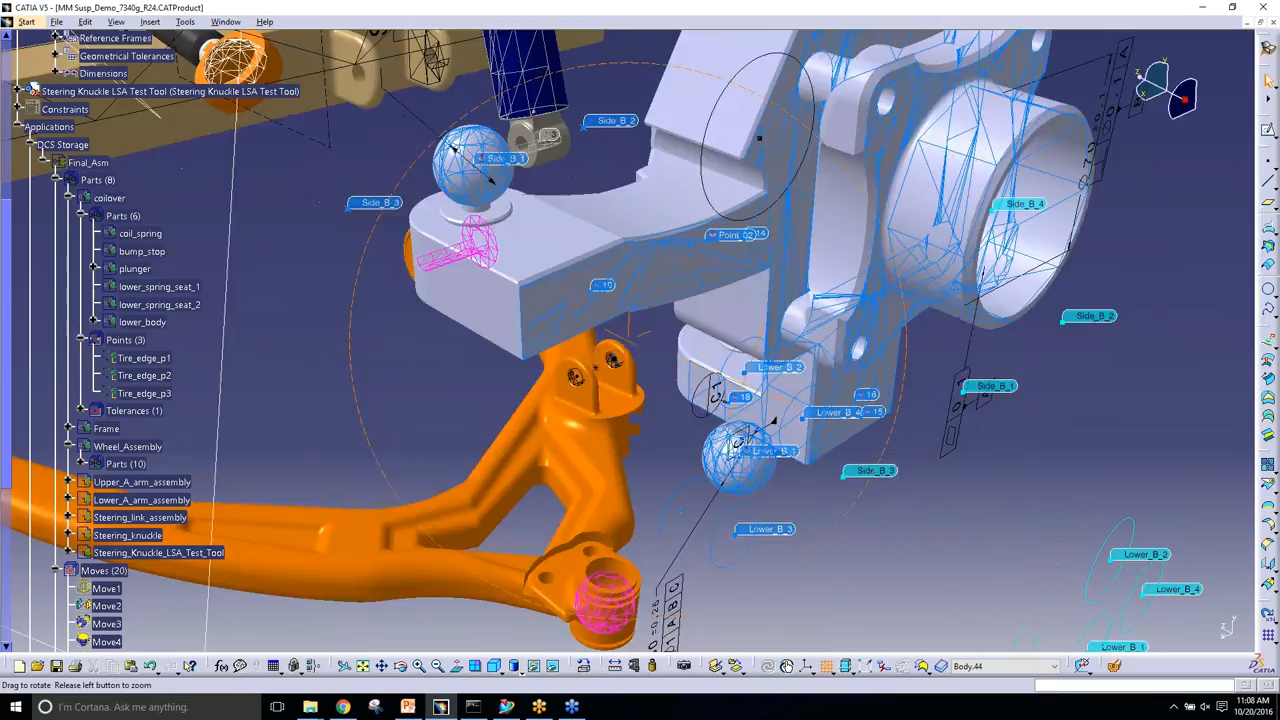 CATIA V5 - [MM Susp_Demo_7340g_R24.CATProduct]
Start File Edit View Insert Tools Window Help
Reference Frames
Geometrical Tolerances
Dimensions
Steering Knuckle LSA Test Tool (Steering Knuckle LSA Test Tool)
Constraints
Applications
DCS Storage
Final_Asm
Parts (8)
coilover
Parts (6)
coil_spring
bump_stop
plunger
lower_spring_seat_1
lower_spring_seat_2
lower_body
Points (3)
Tire_edge_p1
Tire_edge_p2
Tire_edge_p3
Tolerances (1)
Frame
Wheel_Assembly
Parts (10)
Upper_A_arm_assembly
Lower_A_arm_assembly
Steering_link_assembly
Steering_knuckle
Steering_Knuckle_LSA_Test_Tool
Moves (20)
Move1
Move2
Move3
Move4
Side_B_2
Side_B_1
Side_B_3
Side_B_4
Side_B_2
Side_B_1
Side_B_3
Lower_B_2
18
16
Lower_B_4
15
Lower_B_1
Lower_B_3
Lower_B_2
Lower_B_4
Lower_B_1
Body.44
Drag to rotate Release left button to zoom
I'm Cortana. Ask me anything.
11:08 AM
10/20/2016